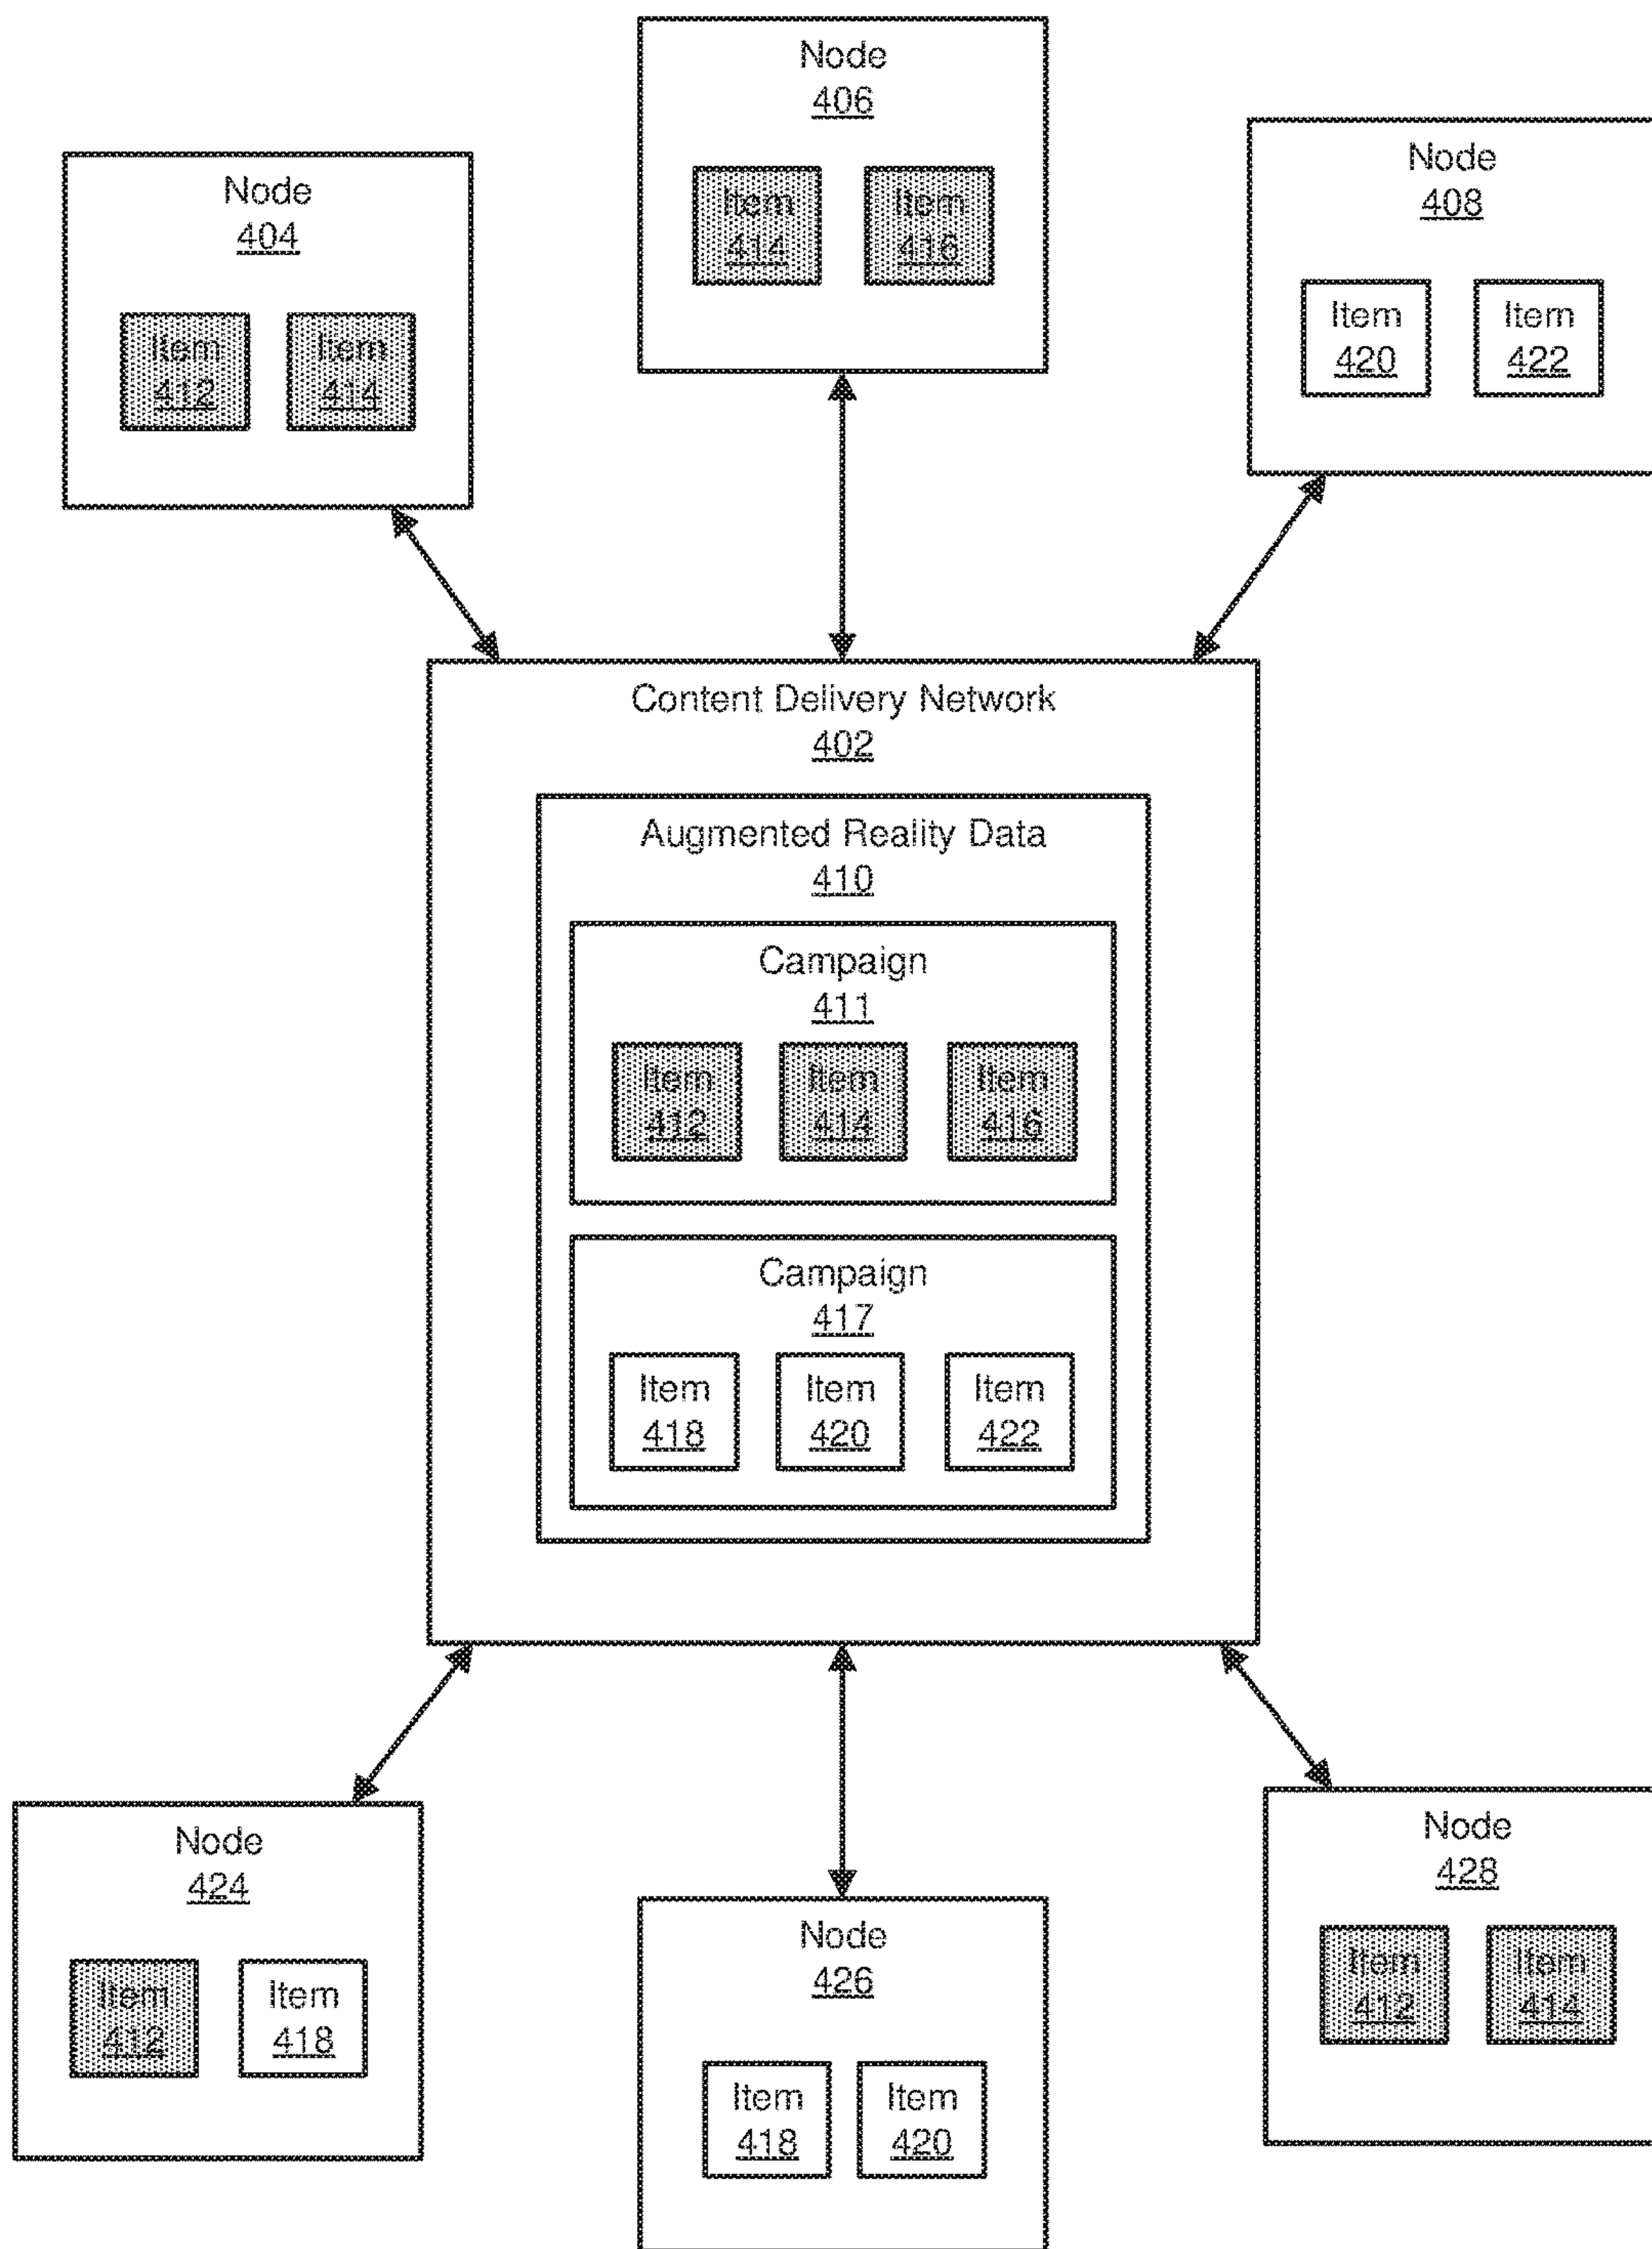 Node
406
Item
414
Item
416
Node
404
Item
412
Item
414
Node
408
Item
420
Item
422
Content Delivery Network
402
Augmented Reality Data
410
Campaign
411
Item
412
Item
414
Item
416
Campaign
417
Item
418
Item
420
Item
422
Node
424
Item
412
Item
418
Node
426
Item
418
Item
420
Node
428
Item
412
Item
414